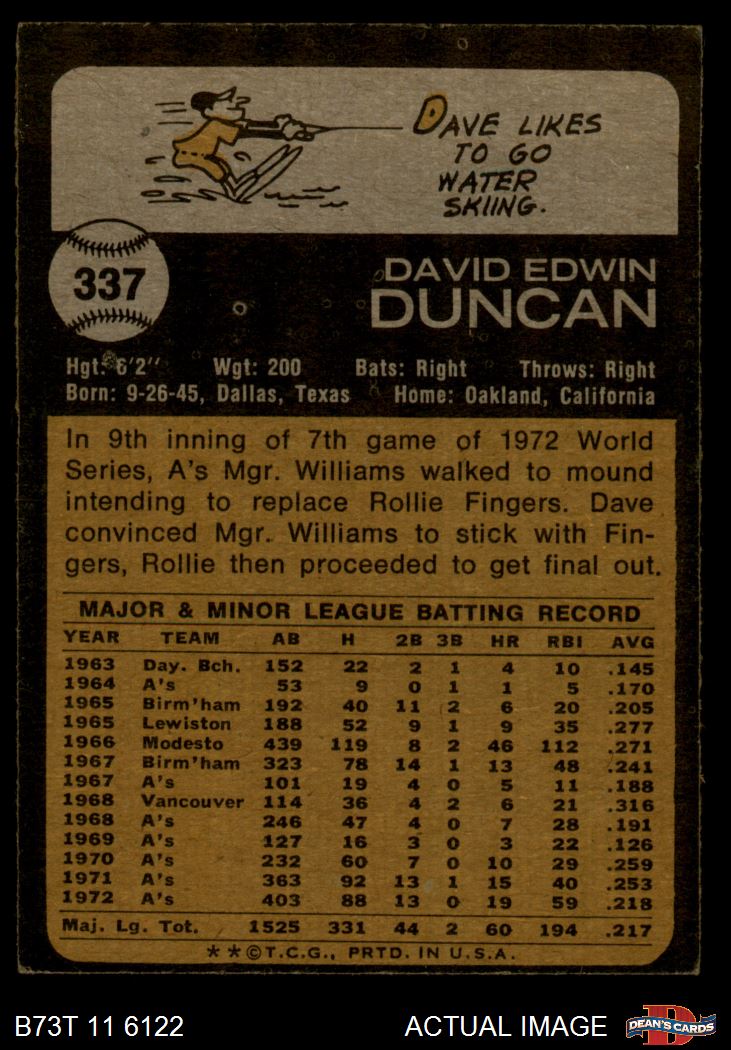 DAVE LIKES
TO GO
WATER
SKIING.
337
DAVID EDWIN
DUNCAN
Hgt: 6'2'' Wgt: 200 Bats: Right Throws: Right
Born: 9-26-45, Dallas, Texas Home: Oakland, California
In 9th inning of 7th game of 1972 World
Series, A's Mgr. Williams walked to mound
intending to replace Rollie Fingers. Dave
convinced Mgr. Williams to stick with Fin-
gers, Rollie then proceeded to get final out.
MAJOR & MINOR LEAGUE BATTING RECORD
YEAR TEAM AB H 2B 3B HR RBI AVG
1963 Day. Bch. 152 22 2 1 4 10 .145
1964 A's 53 9 0 1 1 5 .170
1965 Birm'ham 192 40 11 2 6 20 .205
1965 Lewiston 188 52 9 1 9 35 .277
1966 Modesto 439 119 8 2 46 112 .271
1967 Birm'ham 323 78 14 1 13 48 .241
1967 A's 101 19 4 0 5 11 .188
1968 Vancouver 114 36 4 2 6 21 .316
1968 A's 246 47 4 0 7 28 .191
1969 A's 127 16 3 0 3 22 .126
1970 A's 232 60 7 0 10 29 .259
1971 A's 363 92 13 1 15 40 .253
1972 A's 403 88 13 0 19 59 .218
Maj. Lg. Tot. 1525 331 44 2 60 194 .217
* * © T.C.G., PRTD. IN U.S.A.
B73T 11 6122 ACTUAL IMAGE D DEAN'S CARDS